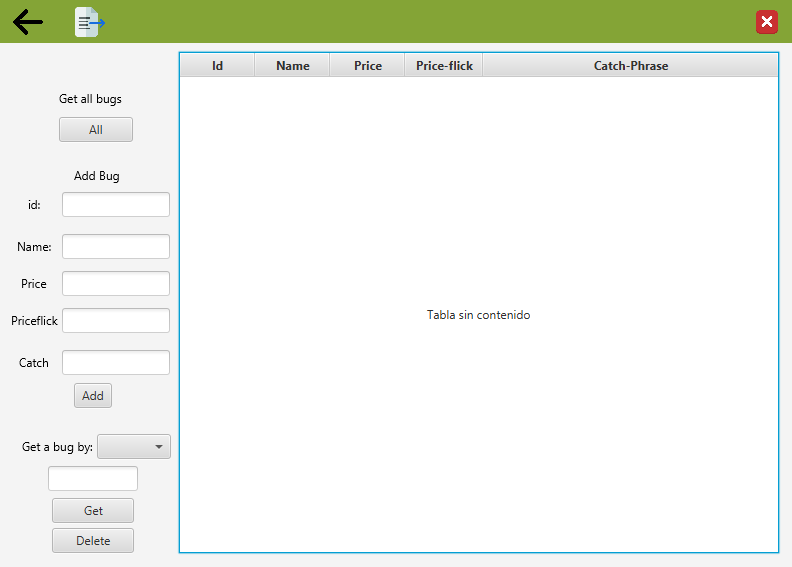 Id Name Price Price-flick Catch-Phrase
Get all bugs
All
Add Bug
id:
Name:
Price
Priceflick
Catch
Add
Get a bug by:
Get
Delete
Tabla sin contenido